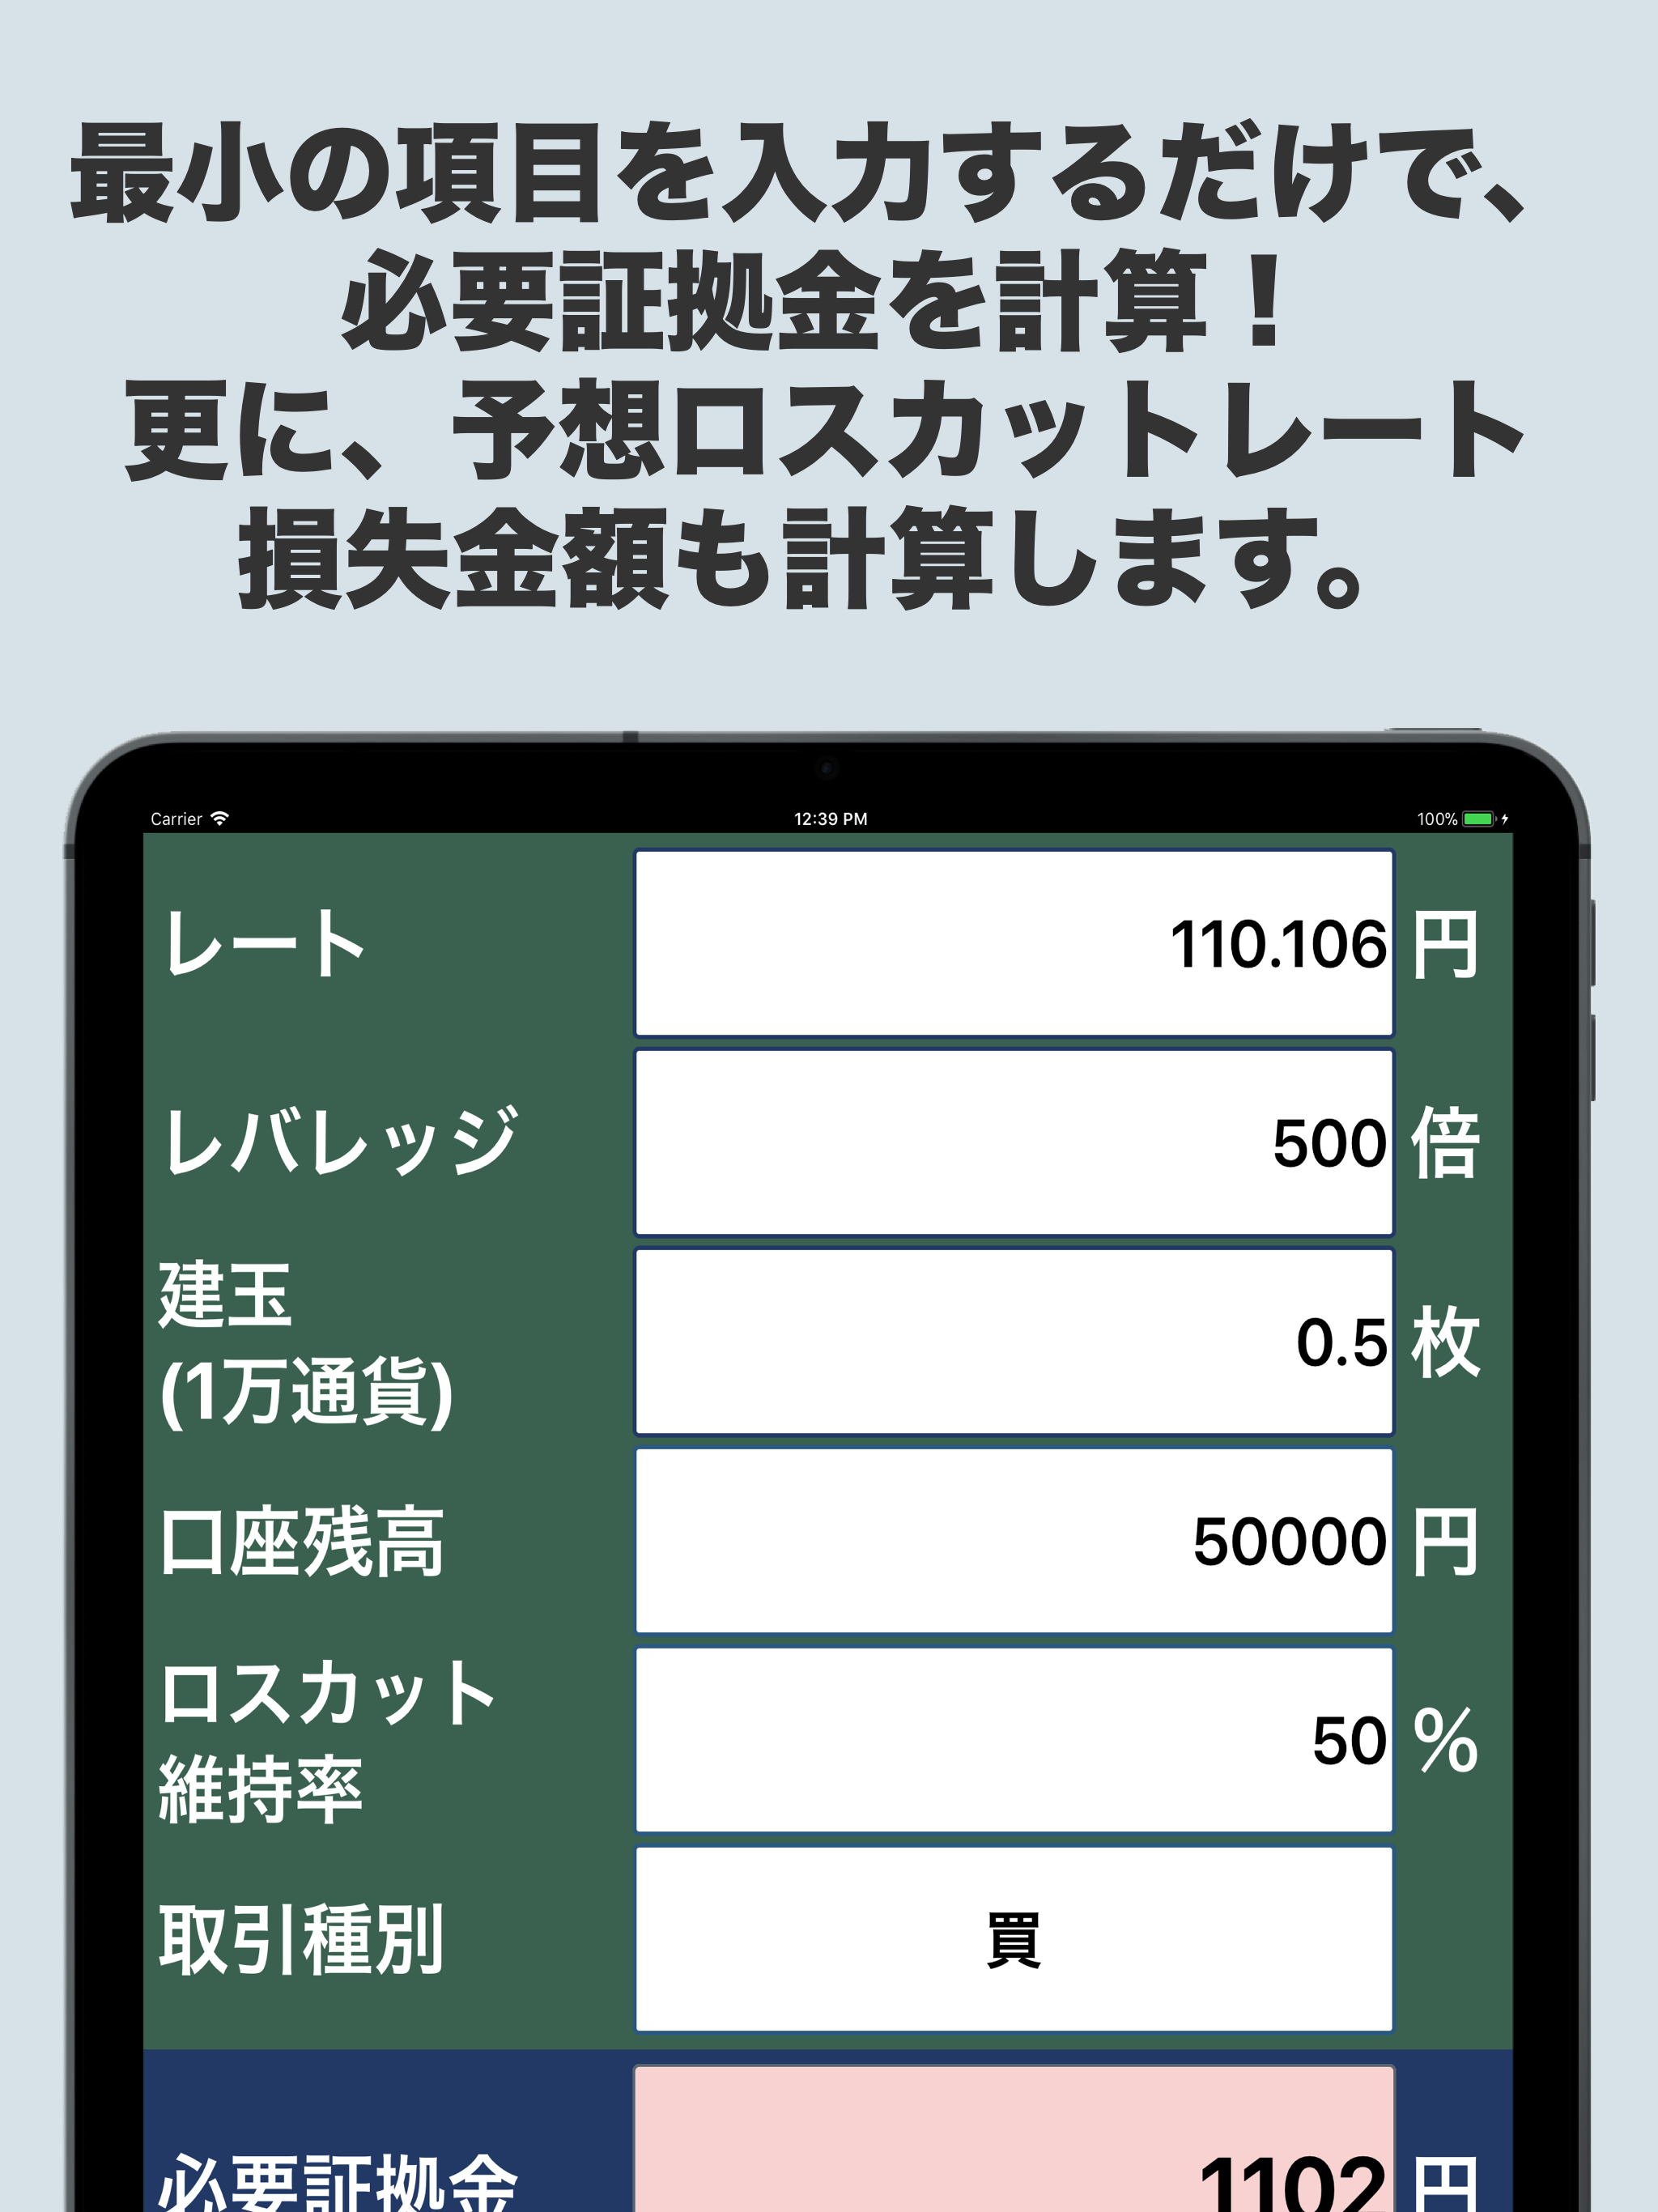 最小の項目を入力するだけで、
必要証拠金を計算！
更に、予想ロスカットレート
損失金額も計算します。
Carrier 12:39 PM 100%
レート 110.106 円
レバレッジ 500 倍
建玉
(1万通貨) 0.5 枚
口座残高 50000 円
ロスカット
維持率 50 %
取引種別 買
必要証拠金 1102 円